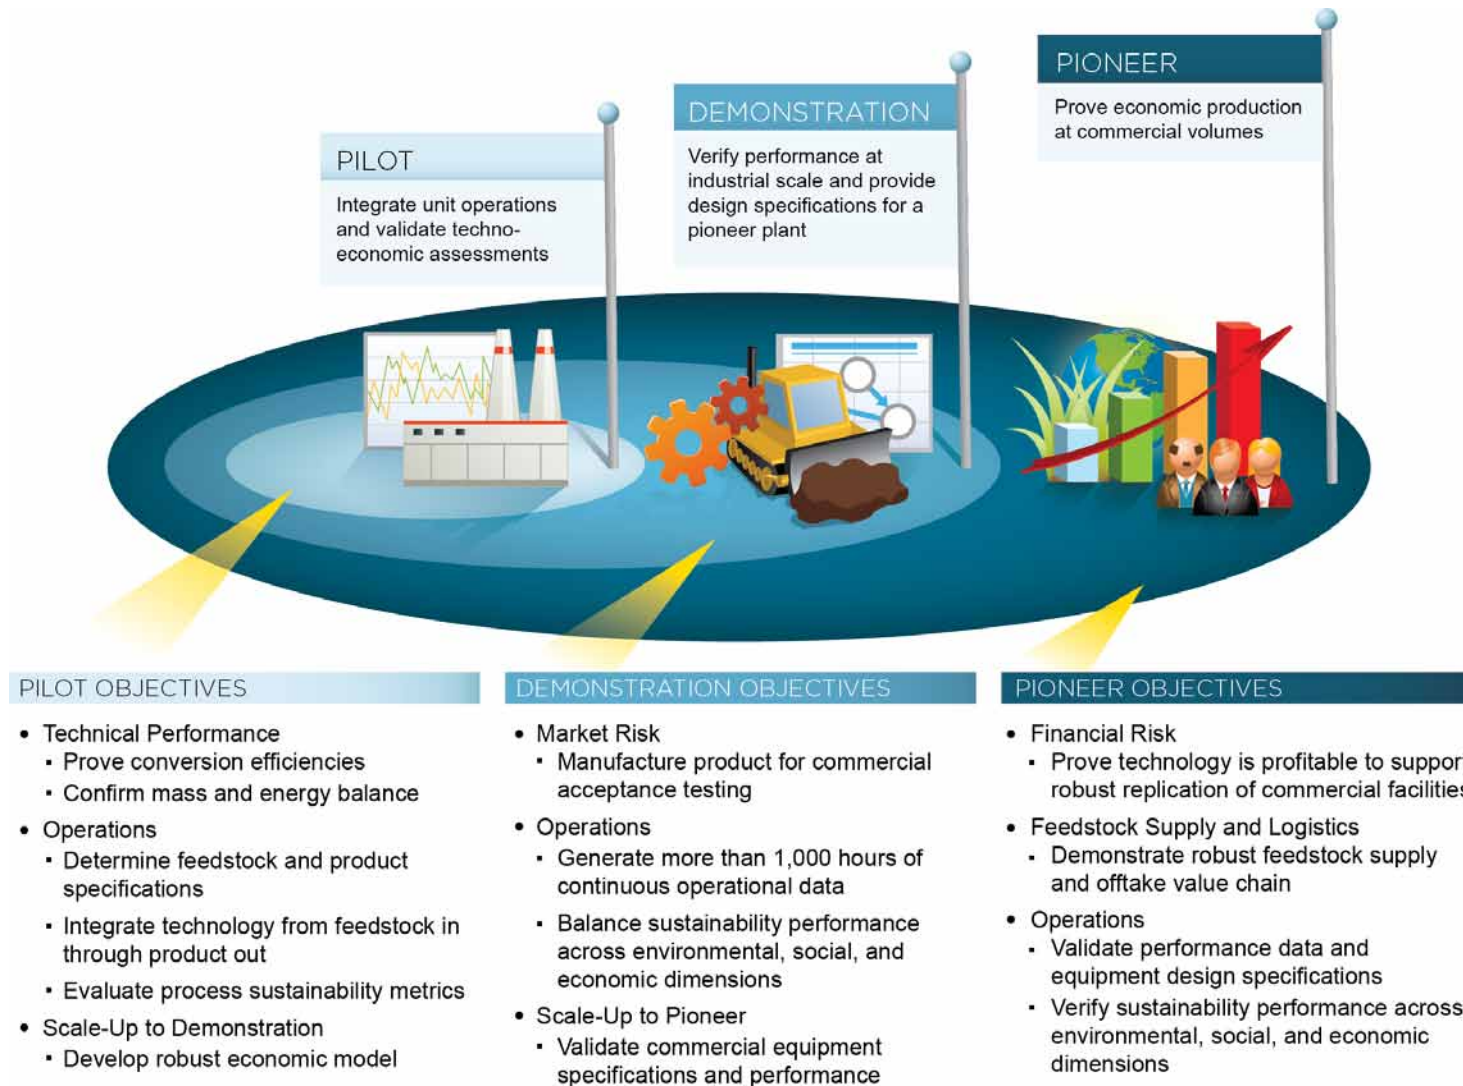 PIONEER
Prove economic production
at commercial volumes
DEMONSTRATION
Verify performance at
industrial scale and provide
design specifications for a
pioneer plant
PILOT
Integrate unit operations
and validate techno-
economic assessments
PILOT OBJECTIVES
• Technical Performance
▪ Prove conversion efficiencies
▪ Confirm mass and energy balance
• Operations
▪ Determine feedstock and product
specifications
▪ Integrate technology from feedstock in
through product out
▪ Evaluate process sustainability metrics
• Scale-Up to Demonstration
▪ Develop robust economic model
DEMONSTRATION OBJECTIVES
• Market Risk
▪ Manufacture product for commercial
acceptance testing
• Operations
▪ Generate more than 1,000 hours of
continuous operational data
▪ Balance sustainability performance
across environmental, social, and
economic dimensions
• Scale-Up to Pioneer
▪ Validate commercial equipment
specifications and performance
PIONEER OBJECTIVES
• Financial Risk
▪ Prove technology is profitable to support
robust replication of commercial facilities
• Feedstock Supply and Logistics
▪ Demonstrate robust feedstock supply
and offtake value chain
• Operations
▪ Validate performance data and
equipment design specifications
▪ Verify sustainability performance across
environmental, social, and economic
dimensions